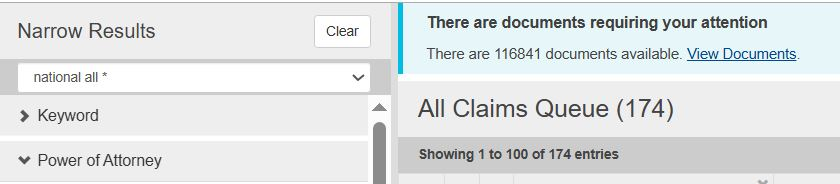 Narrow Results
Clear
national all *
Keyword
Power of Attorney
There are documents requiring your attention
There are 116841 documents available. View Documents.
All Claims Queue (174)
Showing 1 to 100 of 174 entries